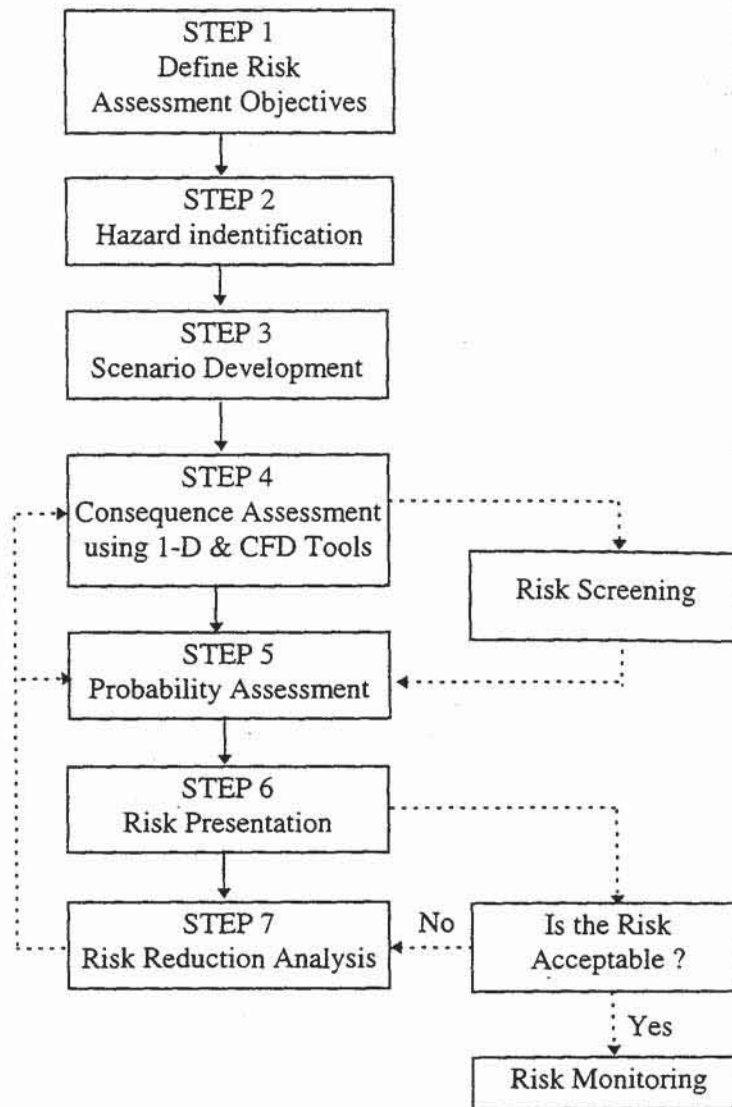 STEP 1
Define Risk
Assessment Objectives
STEP 2
Hazard indentification
STEP 3
Scenario Development
STEP 4
Consequence Assessment
using 1-D & CFD Tools
Risk Screening
STEP 5
Probability Assessment
STEP 6
Risk Presentation
STEP 7
Risk Reduction Analysis
No
Is the Risk
Acceptable ?
Yes
Risk Monitoring